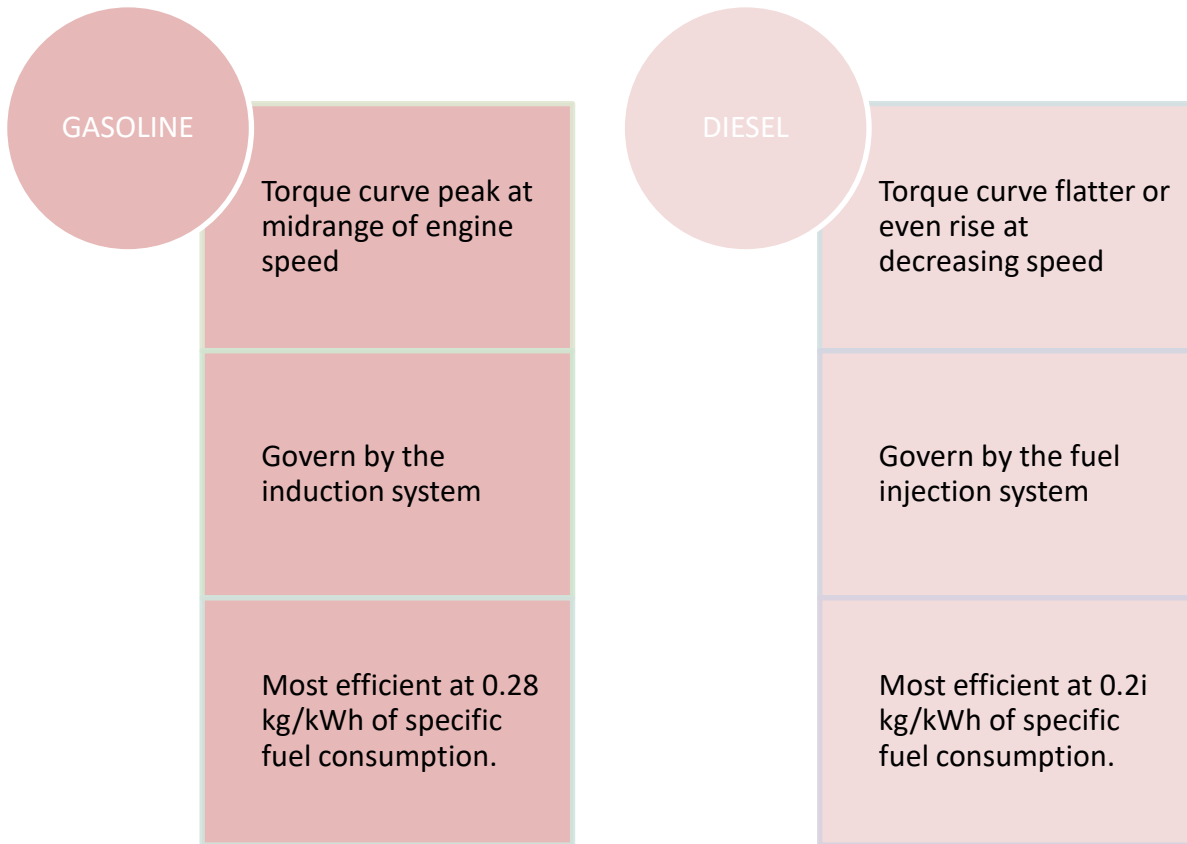 GASOLINE
Torque curve peak at
midrange of engine
speed
Govern by the
induction system
Most efficient at 0.28
kg/kWh of specific
fuel consumption.
DIESEL
Torque curve flatter or
even rise at
decreasing speed
Govern by the fuel
injection system
Most efficient at 0.2i
kg/kWh of specific
fuel consumption.